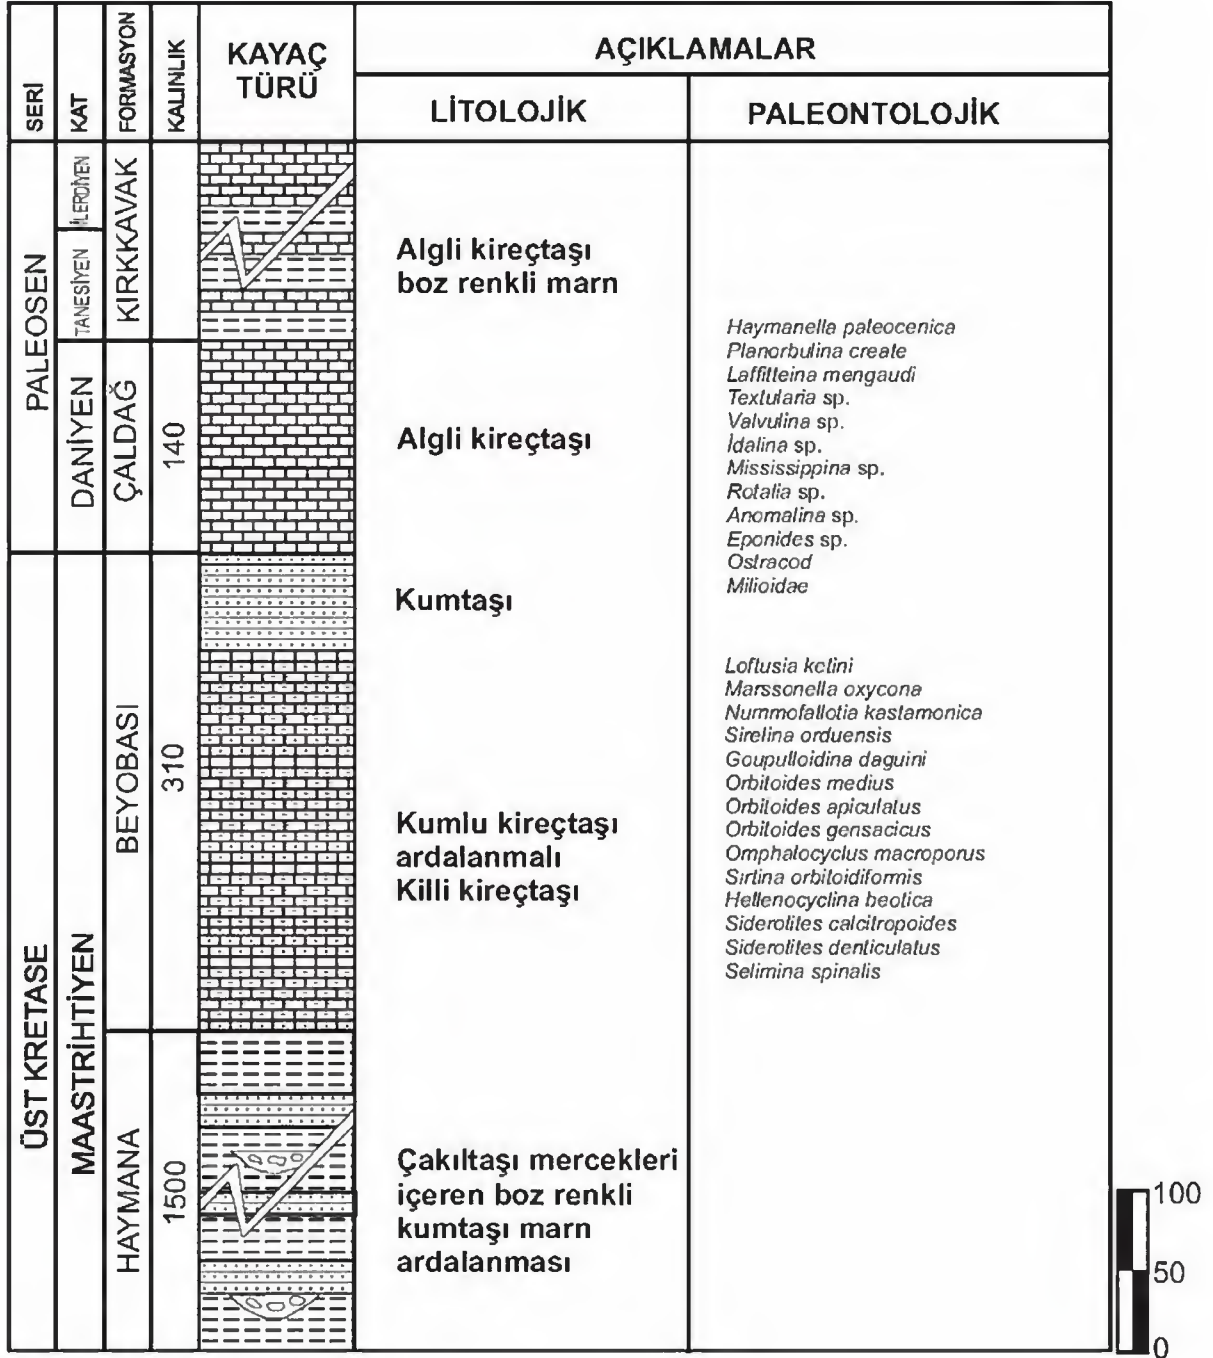 SERİ
KAT
FORMASYON
KALINLIK
KAYAÇ
TÜRÜ
AÇIKLAMALAR
LİTOLOJİK
PALEONTOLOJİK
PALEOSEN
İLERDİYEN
TANESİYEN
KIRKKAVAK
Algli kireçtaşı
boz renkli marn
DANİYEN
ÇALDAĞ
140
Algli kireçtaşı
Haymanella paleocenica
Planorbulina create
Laffitteina mengaudi
Textularia sp.
Valvulina sp.
İdalina sp.
Mississippina sp.
Rotalia sp.
Anomalina sp.
Eponides sp.
Ostracod
Milioidae
ÜST KRETASE
MAASTRİHTİYEN
BEYOBASI
310
Kumtaşı
Kumlu kireçtaşı
ardalanmalı
Killi kireçtaşı
Loftusia ketini
Marssonella oxycona
Nummofallotia kastamonica
Sirelina orduensis
Goupulloidina daguini
Orbitoides medius
Orbitoides apiculatus
Orbitoides gensacicus
Omphalocyclus macroporus
Sirtina orbitoidiformis
Hellenocyclina beotica
Siderolites calcitropoides
Siderolites denticulatus
Selimina spinalis
HAYMANA
1500
Çakıltaşı mercekleri
içeren boz renkli
kumtaşı marn
ardalanması
100
50
0